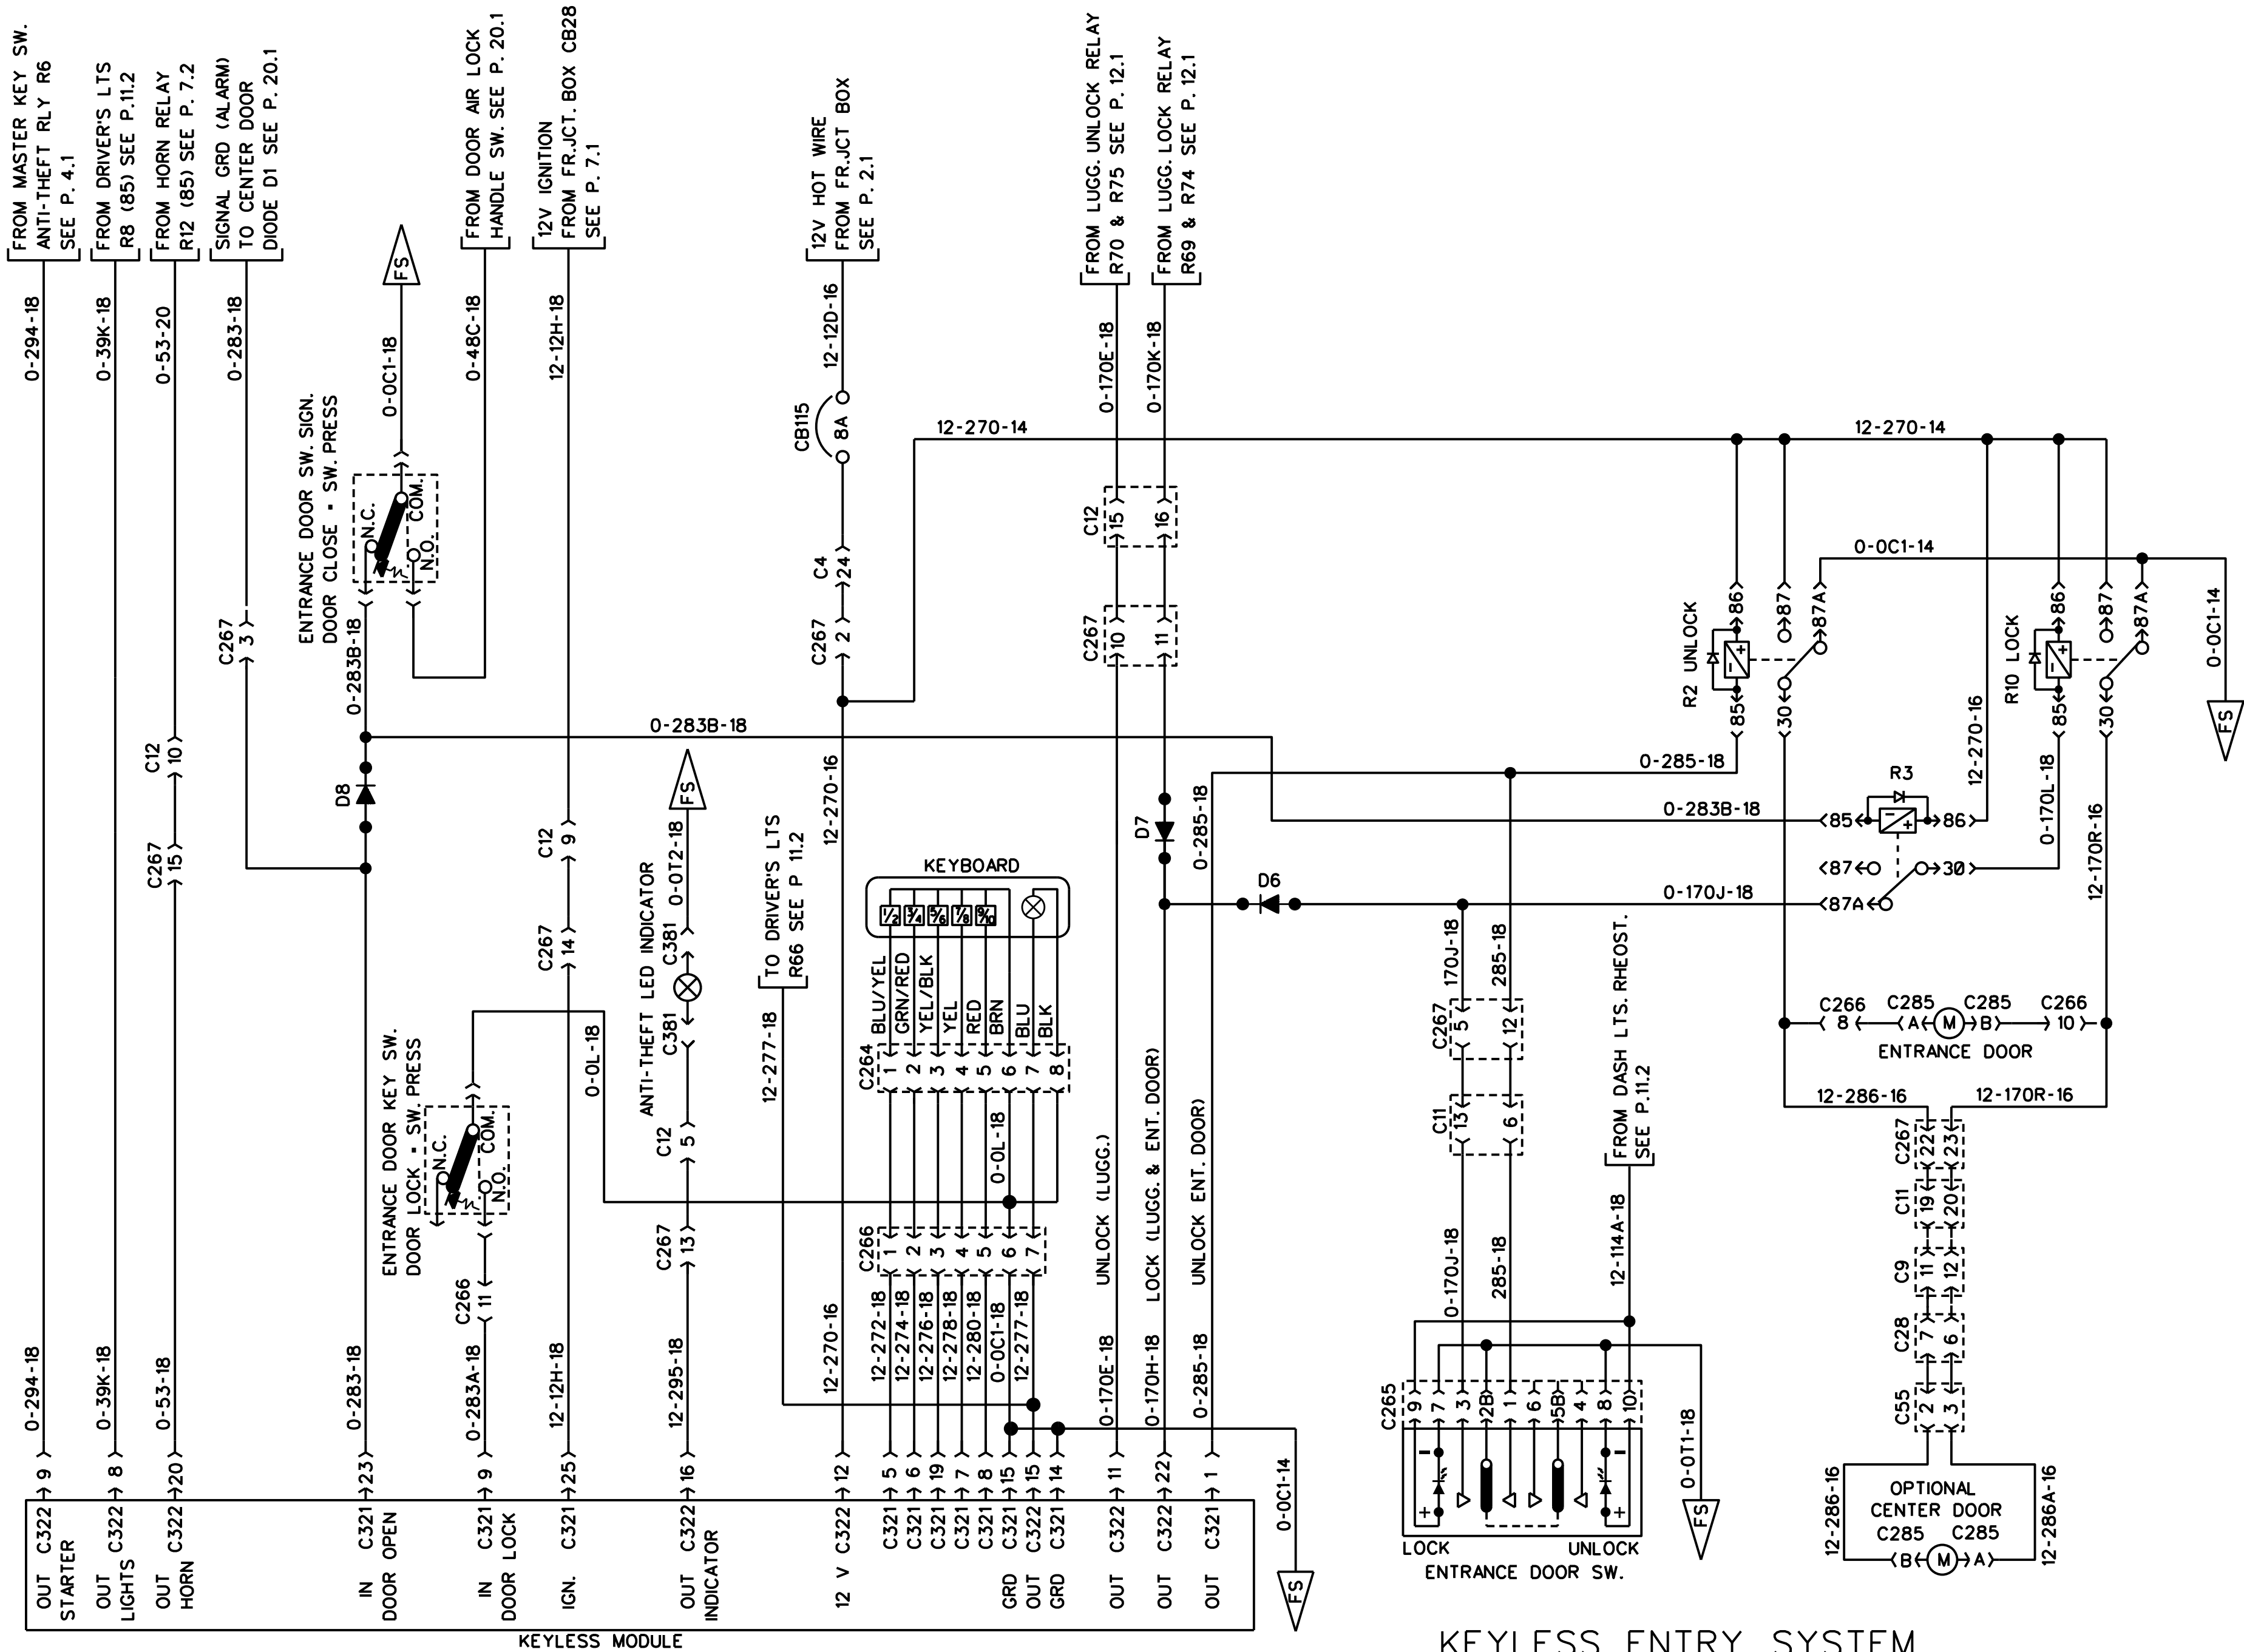 FROM MASTER KEY SW.
ANTI-THEFT RLY R6
SEE P. 4.1
FROM DRIVER'S LTS
R8 (85) SEE P.11.2
FROM HORN RELAY
R12 (85) SEE P. 7.2
SIGNAL GRD (ALARM)
TO CENTER DOOR
DIODE D1 SEE P. 20.1
FS
FROM DOOR AIR LOCK
HANDLE SW. SEE P. 20.1
12V IGNITION
FROM FR.JCT. BOX CB28
SEE P. 7.1
12V HOT WIRE
FROM FR.JCT BOX
SEE P. 2.1
FROM LUGG. UNLOCK RELAY
R70 & R75 SEE P. 12.1
FROM LUGG. LOCK RELAY
R69 & R74 SEE P. 12.1
0-294-18
0-39K-18
0-53-20
0-283-18
0-0C1-18
0-48C-18
12-12H-18
12-12D-16
0-170E-18
0-170K-18
CB115
8A
12-270-14
12-270-14
ENTRANCE DOOR SW. SIGN.
DOOR CLOSE = SW. PRESS
N.C.
COM.
N.O.
C12
15
16
C4
24
C267
2
C267
10
11
C267
3
0-283B-18
0-0C1-14
R2 UNLOCK
86
87
87A
85
30
R10 LOCK
86
87
87A
85
30
0-0C1-14
FS
0-283B-18
C12
10
C267
15
D8
C12
9
C267
14
FS
0-0T2-18
ANTI-THEFT LED INDICATOR
C381
C381
TO DRIVER'S LTS
R66 SEE P 11.2
12-270-16
D7
0-285-18
0-285-18
0-283B-18
R3
85
86
87
30
87A
12-270-16
0-170L-18
12-170R-16
D6
0-170J-18
KEYBOARD
1/2
3/4
5/6
7/8
9/10
BLU/YEL
GRN/RED
YEL/BLK
YEL
RED
BRN
BLU
BLK
C264
1
2
3
4
5
6
7
8
170J-18
285-18
C267
5
12
C11
13
6
FROM DASH LTS. RHEOST.
SEE P.11.2
C266
8
C285
A
M
C285
B
C266
10
ENTRANCE DOOR
12-286-16
12-170R-16
ENTRANCE DOOR KEY SW.
DOOR LOCK = SW. PRESS
N.C.
COM.
N.O.
0-0L-18
12-277-18
C12
5
C267
13
C266
11
0-0L-18
C266
1
2
3
4
5
6
7
UNLOCK (LUGG.)
LOCK (LUGG. & ENT. DOOR)
UNLOCK ENT. DOOR)
C267
22
23
C11
19
20
C9
11
12
C28
7
6
C55
2
3
0-170J-18
285-18
12-114A-18
0-294-18
0-39K-18
0-53-18
0-283-18
0-283A-18
12-12H-18
12-295-18
12-270-16
12-272-18
12-274-18
12-276-18
12-278-18
12-280-18
0-0C1-18
12-277-18
0-170E-18
0-170H-18
0-285-18
9
8
20
23
9
25
16
12
5
6
19
7
8
15
15
14
11
22
1
OUT C322
STARTER
OUT C322
LIGHTS
OUT C322
HORN
IN C321
DOOR OPEN
IN C321
DOOR LOCK
IGN. C321
OUT C322
INDICATOR
12 V C322
C321
C321
C321
C321
C321
GRD C321
OUT C322
GRD C321
OUT C322
OUT C322
OUT C321
KEYLESS MODULE
0-0C1-14
FS
C265
9
7
3
2B
1
6
5B
4
8
10
LOCK
UNLOCK
ENTRANCE DOOR SW.
0-0T1-18
FS
12-286-16
OPTIONAL
CENTER DOOR
C285
C285
B
M
A
12-286A-16
KEYLESS ENTRY SYSTEM